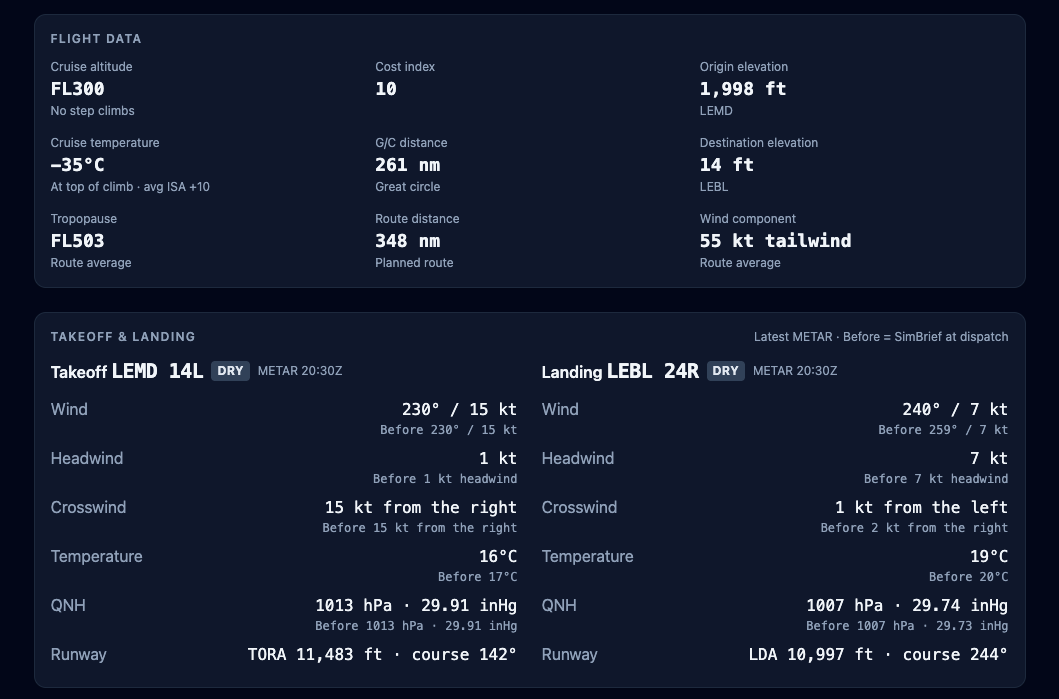 FLIGHT DATA
Cruise altitude
FL300
No step climbs
Cost index
10
Origin elevation
1,998 ft
LEMD
Cruise temperature
−35°C
At top of climb · avg ISA +10
G/C distance
261 nm
Great circle
Destination elevation
14 ft
LEBL
Tropopause
FL503
Route average
Route distance
348 nm
Planned route
Wind component
55 kt tailwind
Route average
TAKEOFF & LANDING
Latest METAR · Before = SimBrief at dispatch
Takeoff LEMD 14L DRY METAR 20:30Z
Wind 230° / 15 kt
Before 230° / 15 kt
Headwind 1 kt
Before 1 kt headwind
Crosswind 15 kt from the right
Before 15 kt from the right
Temperature 16°C
Before 17°C
QNH 1013 hPa · 29.91 inHg
Before 1013 hPa · 29.91 inHg
Runway TORA 11,483 ft · course 142°
Landing LEBL 24R DRY METAR 20:30Z
Wind 240° / 7 kt
Before 259° / 7 kt
Headwind 7 kt
Before 7 kt headwind
Crosswind 1 kt from the left
Before 2 kt from the right
Temperature 19°C
Before 20°C
QNH 1007 hPa · 29.74 inHg
Before 1007 hPa · 29.73 inHg
Runway LDA 10,997 ft · course 244°